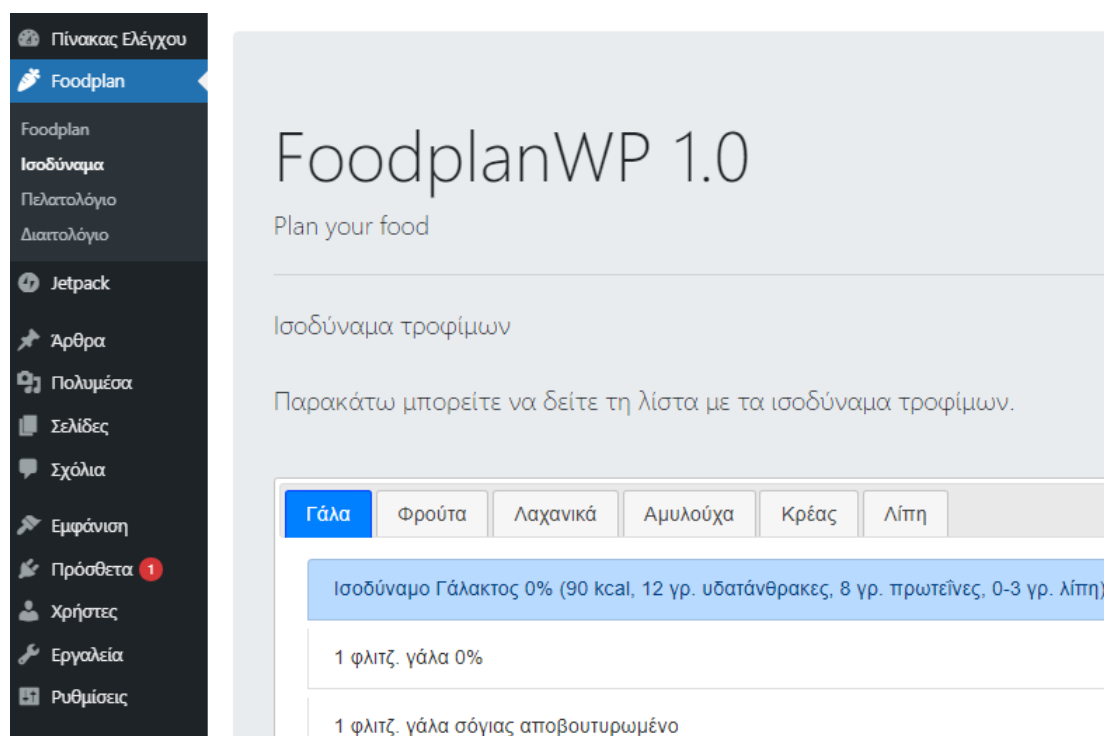 Πίνακας Ελέγχου
Foodplan
Foodplan
Ισοδύναμα
Πελατολόγιο
Διαιτολόγιο
Jetpack
Άρθρα
Πολυμέσα
Σελίδες
Σχόλια
Εμφάνιση
Πρόσθετα 1
Χρήστες
Εργαλεία
Ρυθμίσεις
FoodplanWP 1.0
Plan your food
Ισοδύναμα τροφίμων
Παρακάτω μπορείτε να δείτε τη λίστα με τα ισοδύναμα τροφίμων.
Γάλα Φρούτα Λαχανικά Αμυλούχα Κρέας Λίπη
Ισοδύναμο Γάλακτος 0% (90 kcal, 12 γρ. υδατάνθρακες, 8 γρ. πρωτεΐνες, 0-3 γρ. λίπη)
1 φλιτζ. γάλα 0%
1 φλιτζ. γάλα σόγιας αποβουτυρωμένο